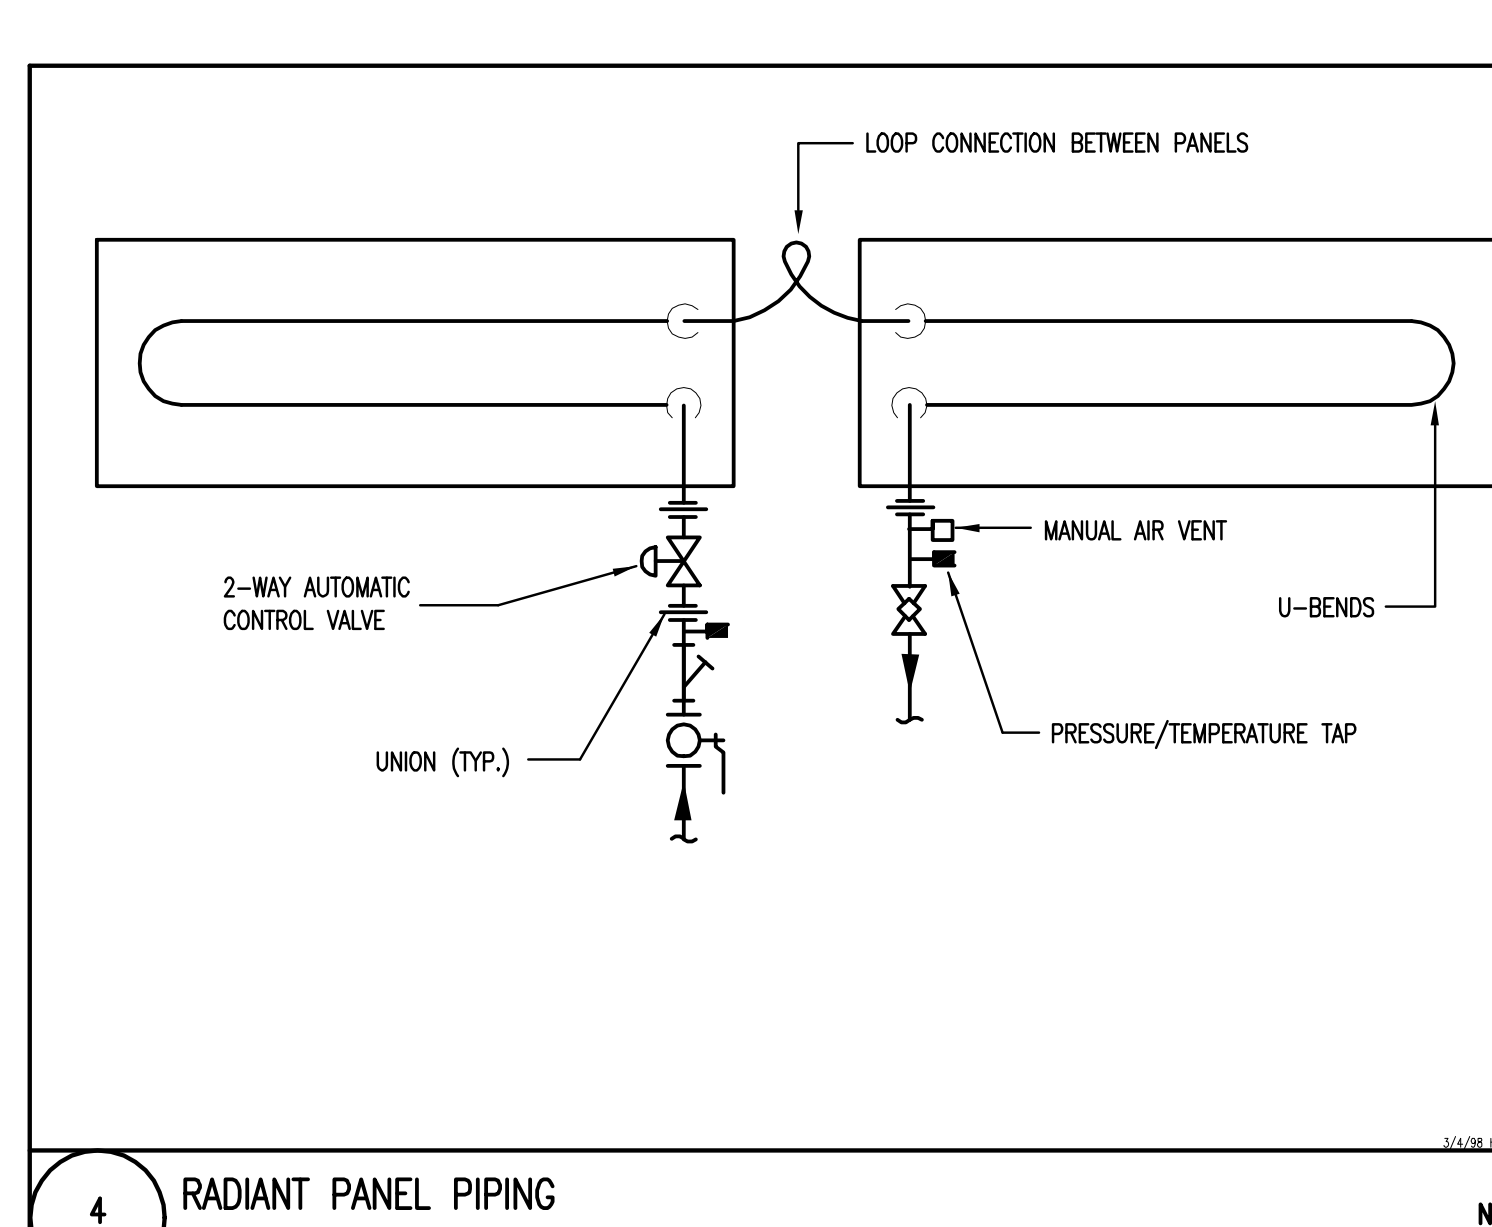 LOOP CONNECTION BETWEEN PANELS
MANUAL AIR VENT
2-WAY AUTOMATIC
CONTROL VALVE
U-BENDS
PRESSURE/TEMPERATURE TAP
UNION (TYP.)
3/4/98
4
RADIANT PANEL PIPING
N